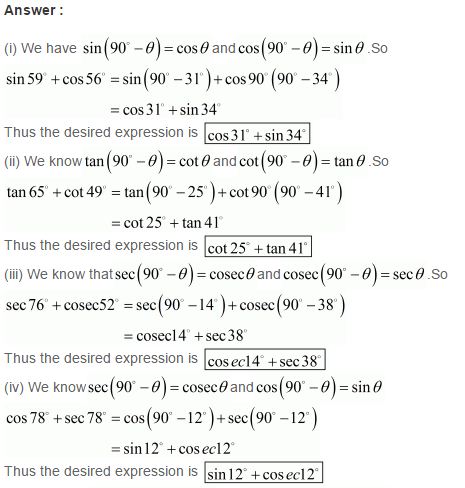 Answer :
(i) We have sin(90° − θ) = cos θ and cos(90° − θ) = sin θ .So
sin 59° + cos 56° = sin(90° − 31°) + cos 90°(90° − 34°)
= cos 31° + sin 34°
Thus the desired expression is cos 31° + sin 34°
(ii) We know tan(90° − θ) = cot θ and cot(90° − θ) = tan θ .So
tan 65° + cot 49° = tan(90° − 25°) + cot 90°(90° − 41°)
= cot 25° + tan 41°
Thus the desired expression is cot 25° + tan 41°
(iii) We know that sec(90° − θ) = cosec θ and cosec(90° − θ) = sec θ .So
sec 76° + cosec52° = sec(90° − 14°) + cosec(90° − 38°)
= cosec14° + sec 38°
Thus the desired expression is cosec14° + sec 38°
(iv) We know sec(90° − θ) = cosec θ and cos(90° − θ) = sin θ
cos 78° + sec 78° = cos(90° − 12°) + sec(90° − 12°)
= sin 12° + cosec12°
Thus the desired expression is sin 12° + cosec12°